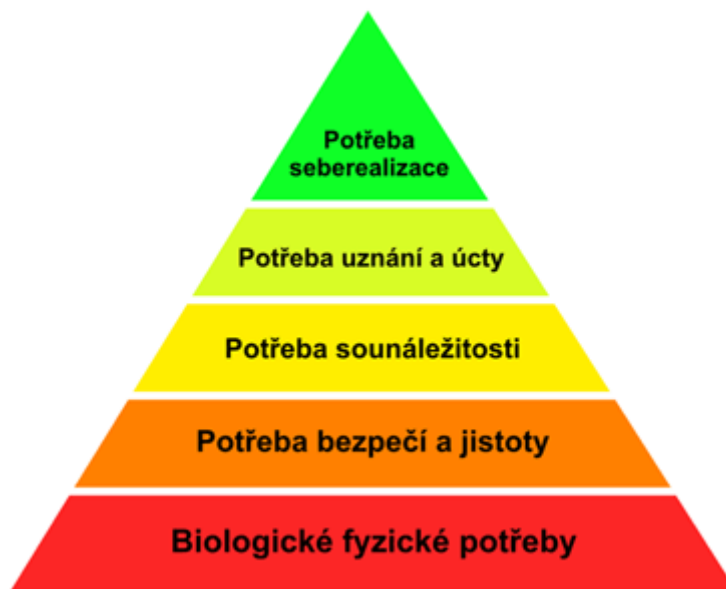 Potřeba
seberealizace
Potřeba uznání a úcty
Potřeba sounáležitosti
Potřeba bezpečí a jistoty
Biologické fyzické potřeby